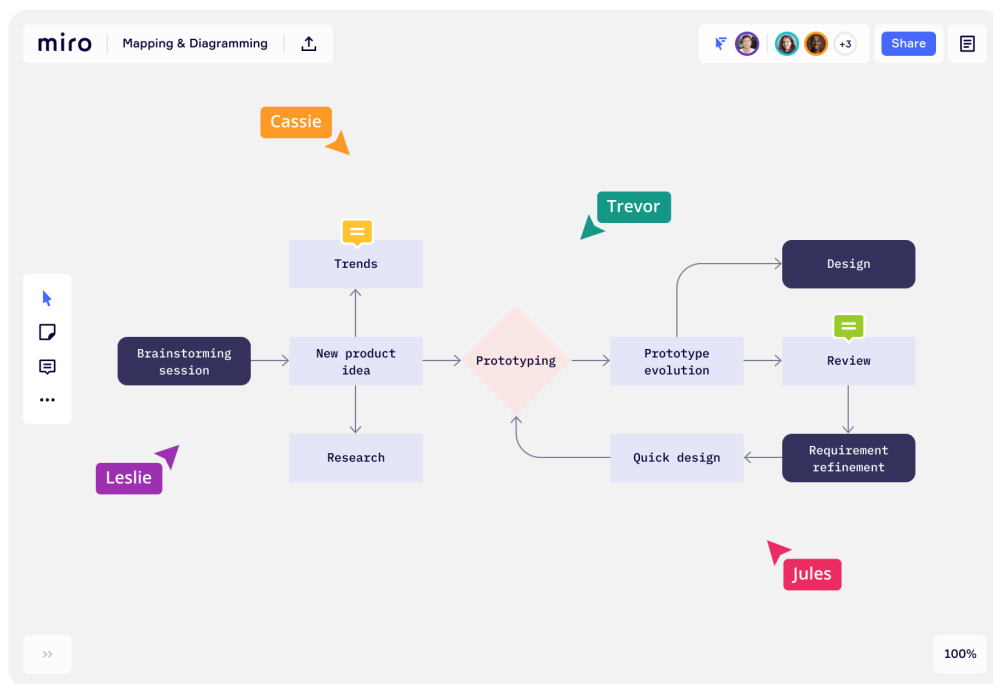 miro
Mapping & Diagramming
+3
Share
Cassie
Trevor
Trends
Design
Brainstorming
session
New product
idea
Prototyping
Prototype
evolution
Review
Research
Quick design
Requirement
refinement
Leslie
Jules
100%